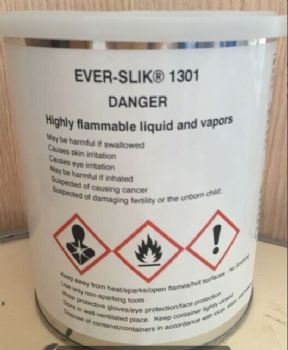 EVER-SLIK® 1301
DANGER
Highly flammable liquid and vapors
May be harmful if swallowed
Causes skin irritation
Causes eye irritation
May be harmful if inhaled
Suspected of causing cancer
Suspected of damaging fertility or the unborn child.
Keep away from heat/sparks/open flames/hot surfaces - No smoking
Use only non-sparking tools
Wear protective gloves/eye protection/face protection
Store in well-ventilated place. Keep container tightly closed
Dispose of contents/containers in accordance with local, state,